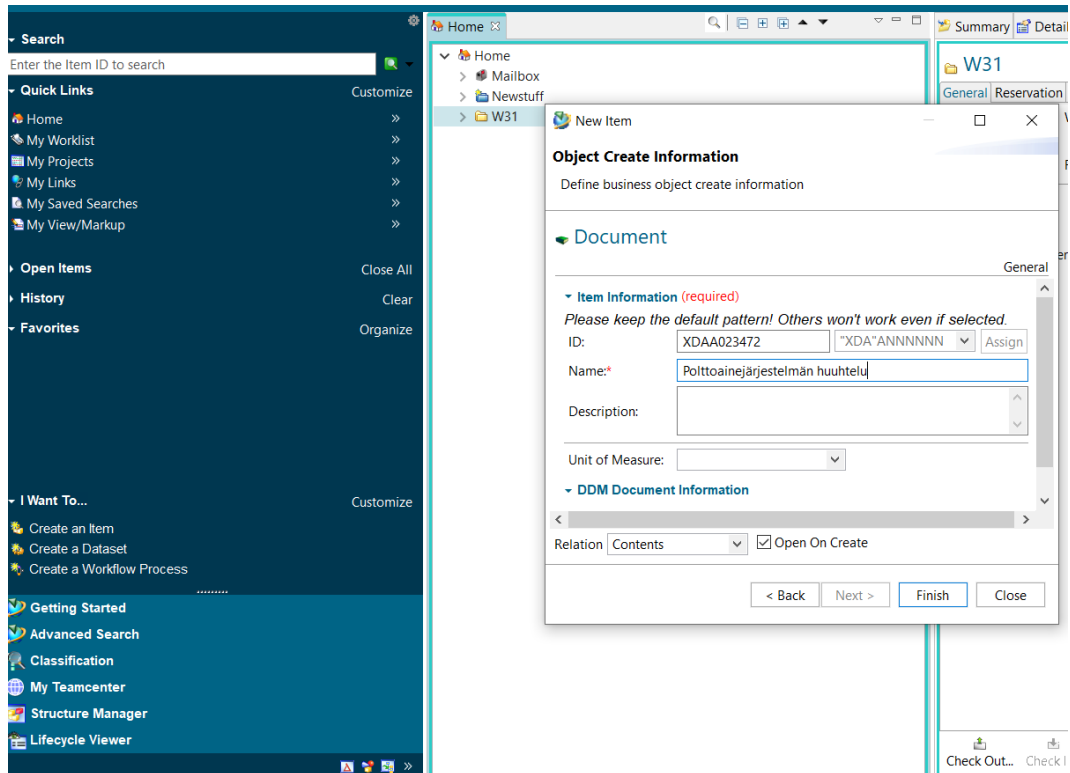 Search
Enter the Item ID to search
Quick Links Customize
Home
My Worklist
My Projects
My Links
My Saved Searches
My View/Markup
Open Items Close All
History Clear
Favorites Organize
I Want To... Customize
Create an Item
Create a Dataset
Create a Workflow Process
Getting Started
Advanced Search
Classification
My Teamcenter
Structure Manager
Lifecycle Viewer
Home
Home
Mailbox
Newstuff
W31
Summary Detail
W31
General Reservation
New Item
Object Create Information
Define business object create information
Document
General
Item Information (required)
Please keep the default pattern! Others won't work even if selected.
ID: XDAA023472 "XDA"ANNNNNN Assign
Name:* Polttoainejärjestelmän huuhtelu
Description:
Unit of Measure:
DDM Document Information
Relation Contents Open On Create
< Back Next > Finish Close
Check Out... Check I